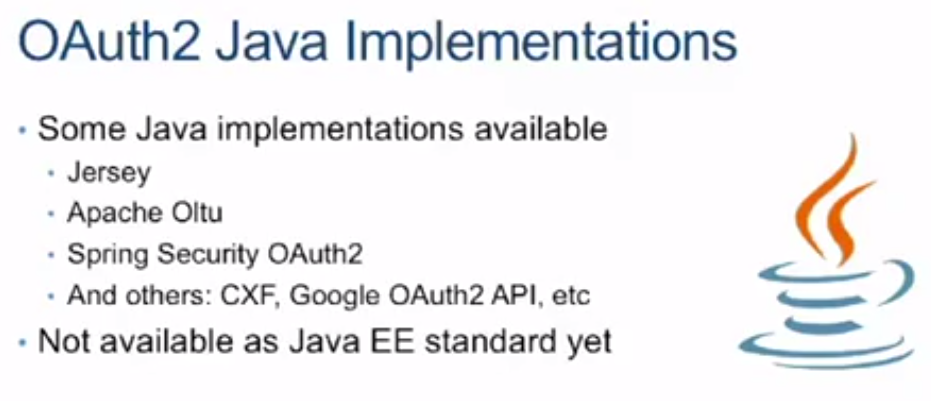 OAuth2 Java Implementations
• Some Java implementations available
• Jersey
• Apache Oltu
• Spring Security OAuth2
• And others: CXF, Google OAuth2 API, etc
• Not available as Java EE standard yet